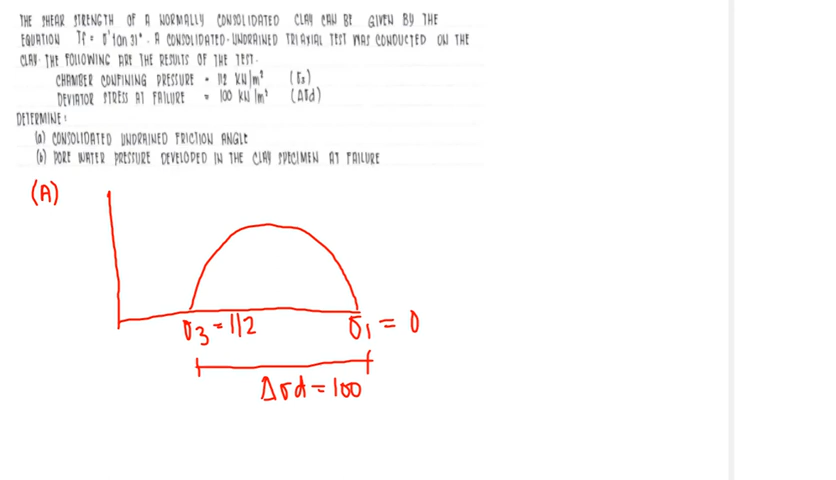 THE SHEAR STRENGTH OF A NORMALLY CONSOLIDATED CLAY CAN BE GIVEN BY THE
EQUATION Tf = σ'tan 31°. A CONSOLIDATED-UNDRAINED TRIAXIAL TEST WAS CONDUCTED ON THE
CLAY. THE FOLLOWING ARE THE RESULTS OF THE TEST.
CHAMBER CONFINING PRESSURE = 112 KN/m² (σ₃)
DEVIATOR STRESS AT FAILURE = 100 KN/m² (Δσd)
DETERMINE:
(a) CONSOLIDATED UNDRAINED FRICTION ANGLE
(b) PORE WATER PRESSURE DEVELOPED IN THE CLAY SPECIMEN AT FAILURE
(A)
σ3 = 112 σ1 = 0
Δσd = 100